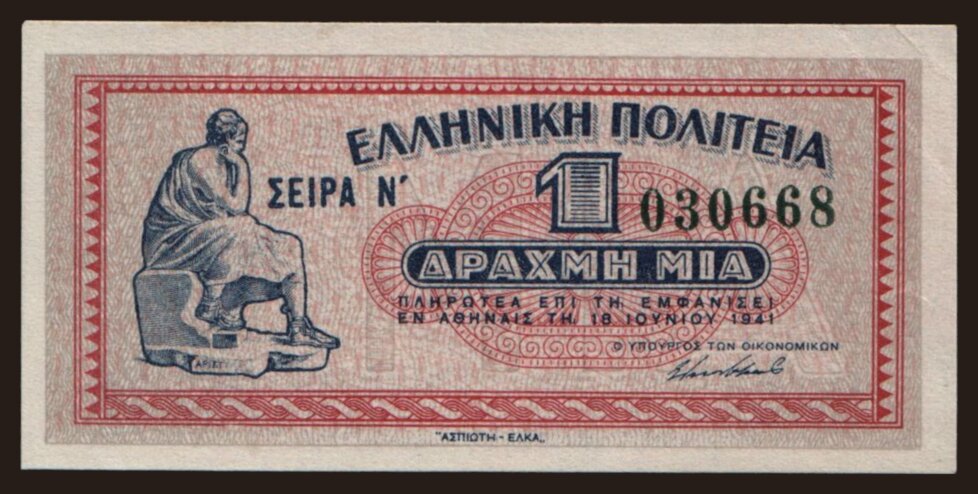 ΕΛΛΗΝΙΚΗ ΠΟΛΙΤΕΙΑ
ΣΕΙΡΑ Ν′
1
030668
ΔΡΑΧΜΗ ΜΙΑ
ΠΛΗΡΩΤΕΑ ΕΠΙ ΤΗ ΕΜΦΑΝΙΣΕΙ
ΕΝ ΑΘΗΝΑΙΣ ΤΗ 18 ΙΟΥΝΙΟΥ 1941
Ο ΥΠΟΥΡΓΟΣ ΤΩΝ ΟΙΚΟΝΟΜΙΚΩΝ
"ΑΣΠΙΩΤΗ - ΕΛΚΑ„